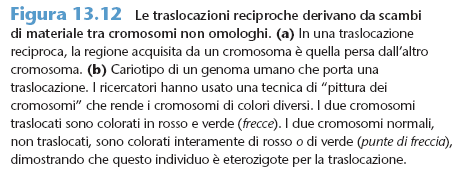 Figura 13.12 Le traslocazioni reciproche derivano da scambi
di materiale tra cromosomi non omologhi. (a) In una traslocazione
reciproca, la regione acquisita da un cromosoma è quella persa dall'altro
cromosoma. (b) Cariotipo di un genoma umano che porta una
traslocazione. I ricercatori hanno usato una tecnica di "pittura dei
cromosomi" che rende i cromosomi di colori diversi. I due cromosomi
traslocati sono colorati in rosso e verde (frecce). I due cromosomi normali,
non traslocati, sono colorati interamente di rosso o di verde (punte di freccia),
dimostrando che questo individuo è eterozigote per la traslocazione.